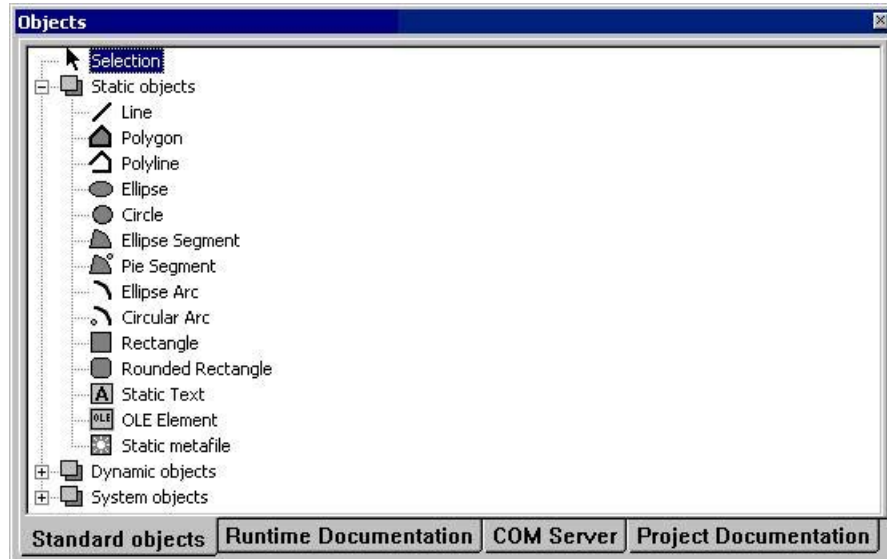 Objects
Selection
Static objects
Line
Polygon
Polyline
Ellipse
Circle
Ellipse Segment
Pie Segment
Ellipse Arc
Circular Arc
Rectangle
Rounded Rectangle
A Static Text
OLE OLE Element
Static metafile
Dynamic objects
System objects
Standard objects Runtime Documentation COM Server Project Documentation